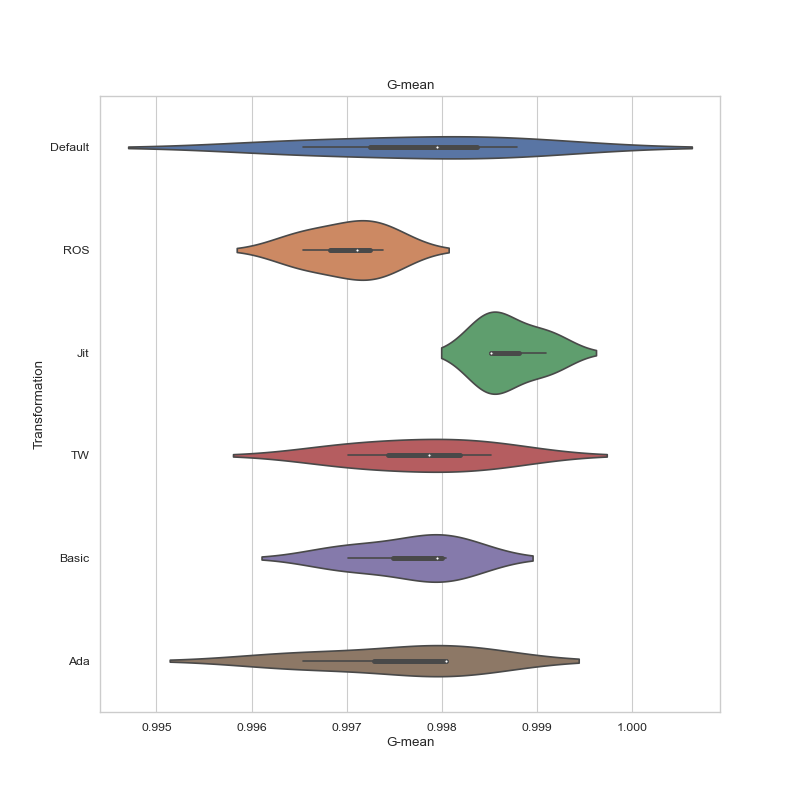 G-mean
Default
ROS
Jit
TW
Basic
Ada
Transformation
0.995 0.996 0.997 0.998 0.999 1.000
G-mean